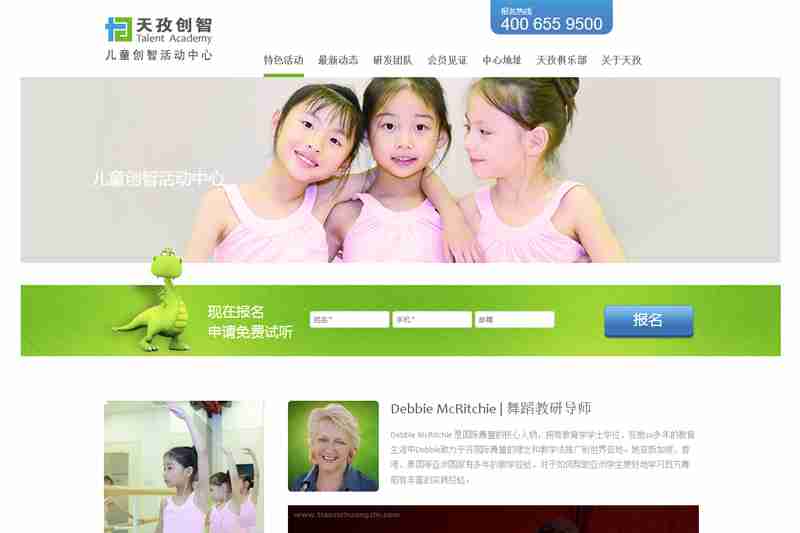 天孜创智
Talent Academy
儿童创智活动中心
报名热线
400 655 9500
特色活动 最新动态 研发团队 会员见证 中心地址 天孜俱乐部 关于天孜
儿童创智活动中心
现在报名
申请免费试听
姓名 *
手机 *
邮箱
报名
Debbie McRitchie | 舞蹈教研导师
Debbie McRitchie 是国际舞蹈的核心人物，拥有教育学学士学位。在她30多年的教育
生涯中Debbie致力于将国际舞蹈的理念和教学法推广到世界各地。她在新加坡、香
港、泰国等亚洲国家有多年的教学经验，对于如何帮助亚洲学生更好地学习西方舞
蹈有丰富的实践经验。